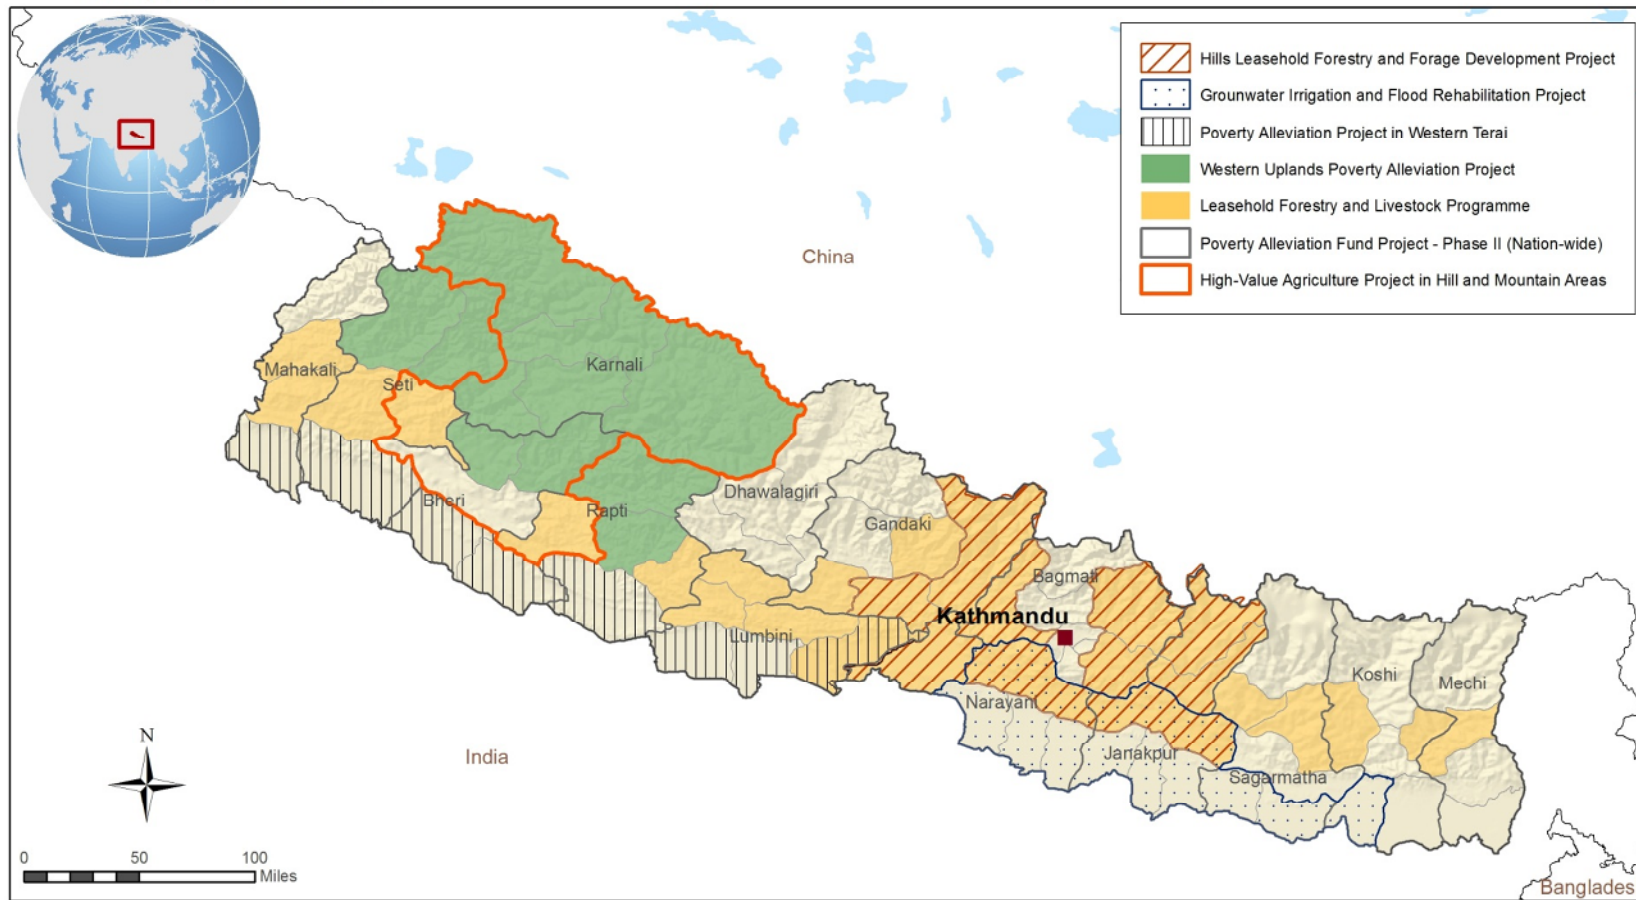 Hills Leasehold Forestry and Forage Development Project
Grounwater Irrigation and Flood Rehabilitation Project
Poverty Alleviation Project in Western Terai
Western Uplands Poverty Alleviation Project
Leasehold Forestry and Livestock Programme
Poverty Alleviation Fund Project - Phase II (Nation-wide)
High-Value Agriculture Project in Hill and Mountain Areas
China
Mahakali
Seti
Karnali
Bheri
Rapti
Dhawalagiri
Gandaki
Bagmati
Kathmandu
Lumbini
Koshi
Mechi
Narayani
Janakpur
Sagarmatha
India
N
0 50 100
Miles
Banglades